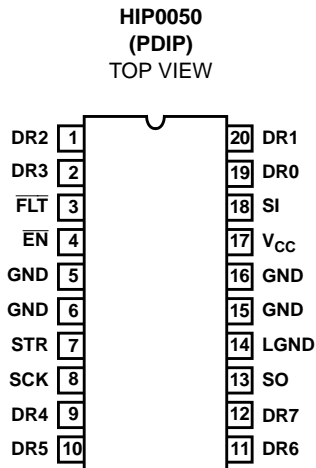 HIP0050
(PDIP)
TOP VIEW
DR2 1 20 DR1
DR3 2 19 DR0
F̅L̅T̅ 3 18 SI
E̅N̅ 4 17 VCC
GND 5 16 GND
GND 6 15 GND
STR 7 14 LGND
SCK 8 13 SO
DR4 9 12 DR7
DR5 10 11 DR6